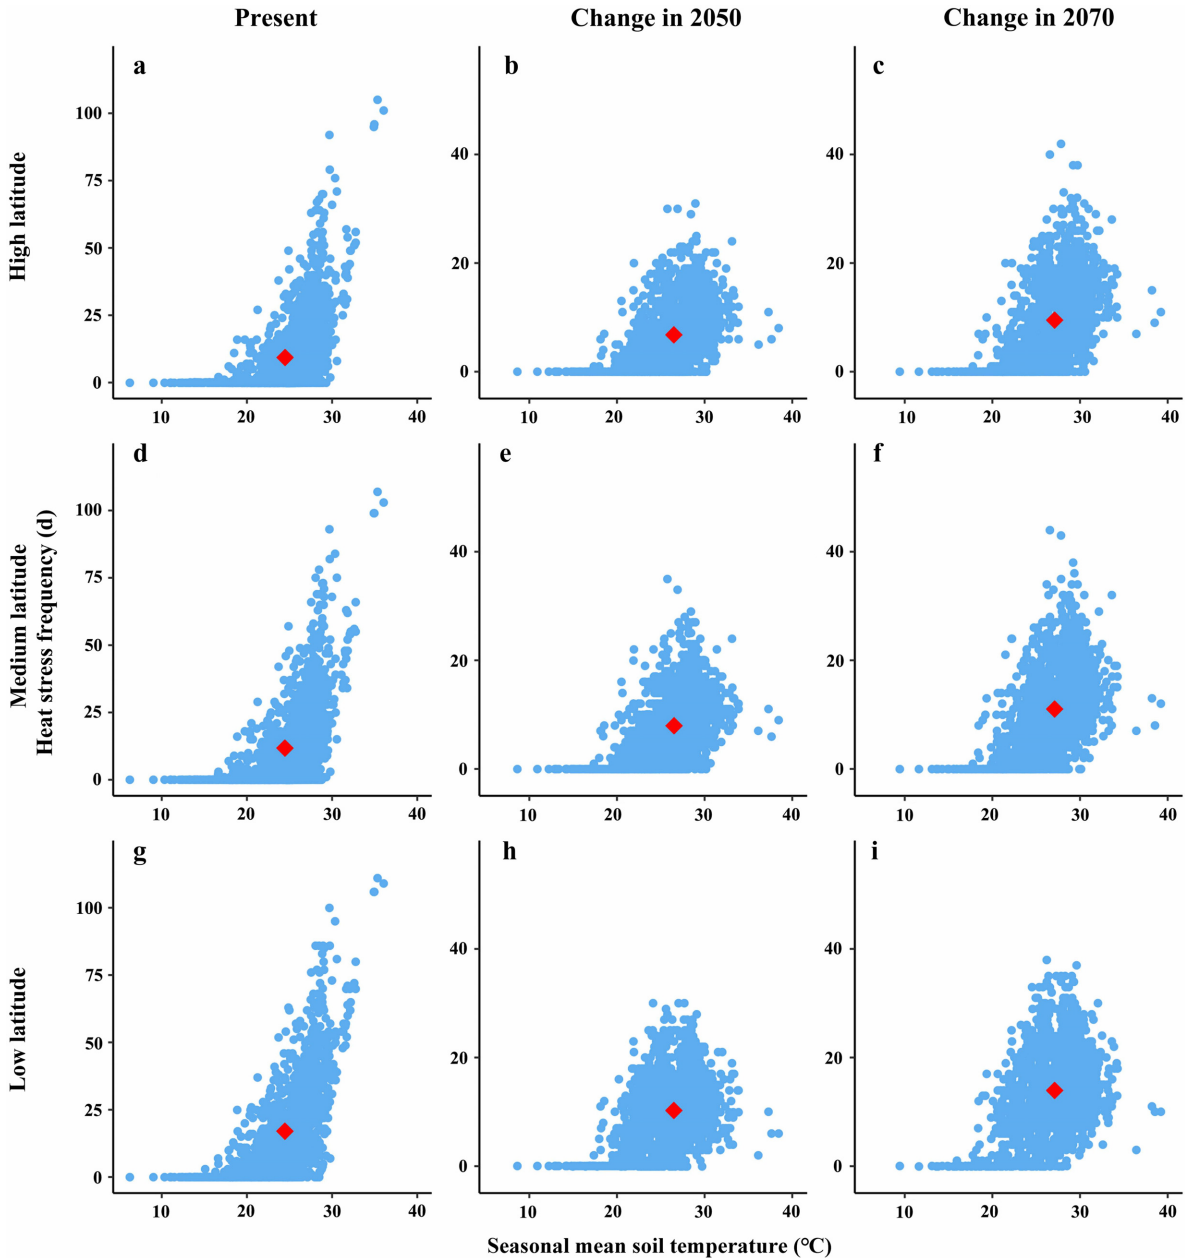 Present Change in 2050 Change in 2070
High latitude
a
100
75
50
25
0
10 20 30 40
b
40
20
0
10 20 30 40
c
40
20
0
10 20 30 40
Medium latitude
Heat stress frequency (d)
d
100
75
50
25
0
10 20 30 40
e
40
20
0
10 20 30 40
f
40
20
0
10 20 30 40
Low latitude
g
100
75
50
25
0
10 20 30 40
h
40
20
0
10 20 30 40
i
40
20
0
10 20 30 40
Seasonal mean soil temperature (°C)